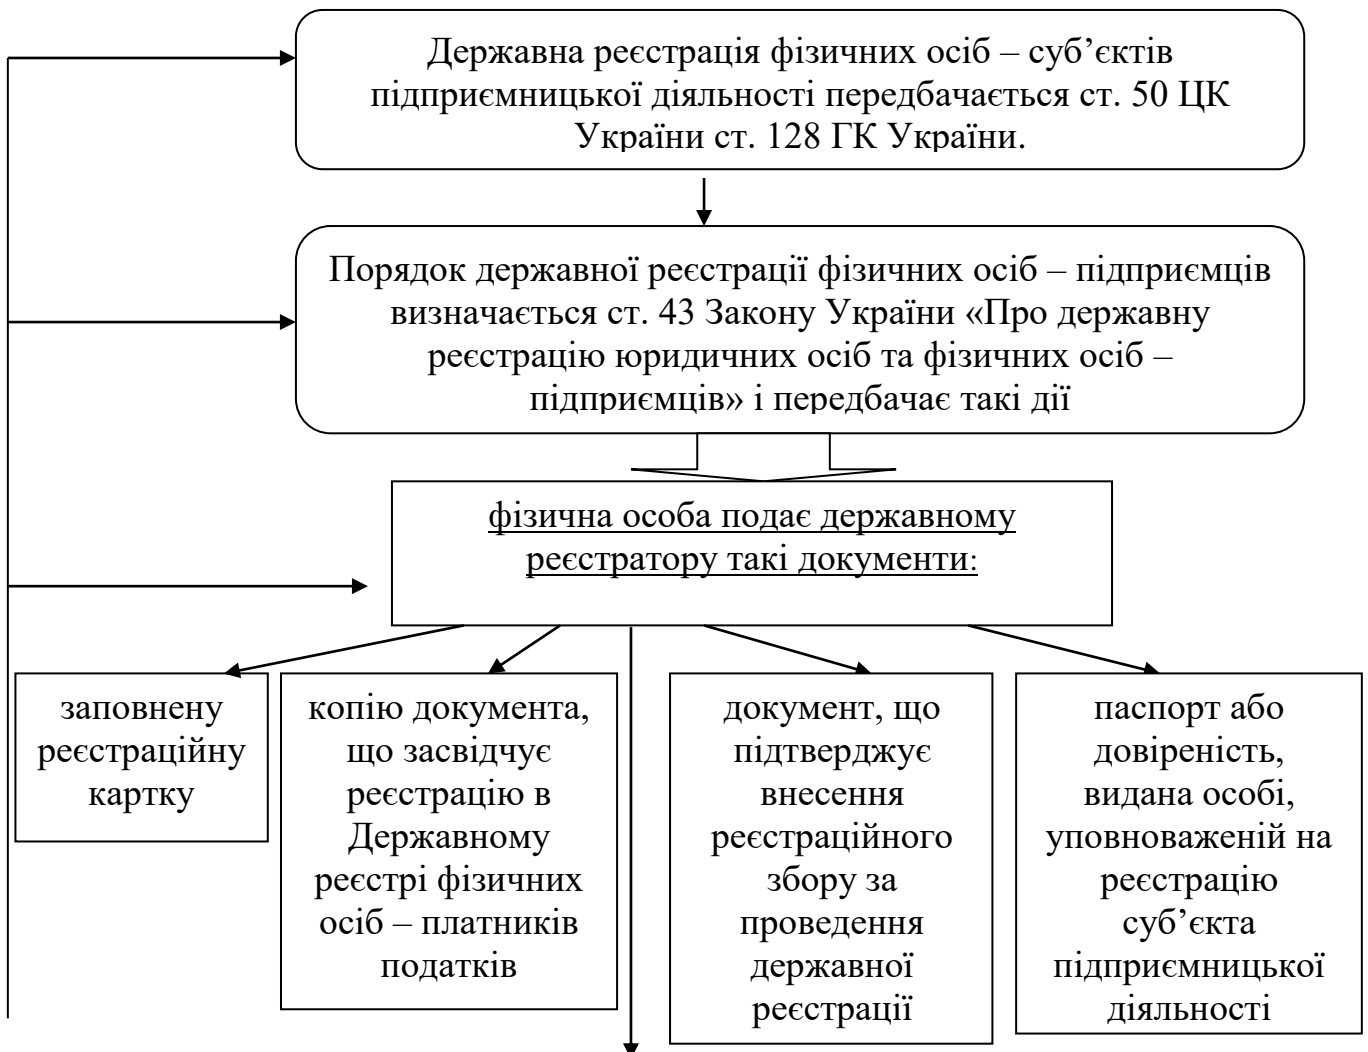 Державна реєстрація фізичних осіб – суб’єктів
підприємницької діяльності передбачається ст. 50 ЦК
України ст. 128 ГК України.
Порядок державної реєстрації фізичних осіб – підприємців
визначається ст. 43 Закону України «Про державну
реєстрацію юридичних осіб та фізичних осіб –
підприємців» і передбачає такі дії
фізична особа подає державному
реєстратору такі документи:
заповнену
реєстраційну
картку
копію документа,
що засвідчує
реєстрацію в
Державному
реєстрі фізичних
осіб – платників
податків
документ, що
підтверджує
внесення
реєстраційного
збору за
проведення
державної
реєстрації
паспорт або
довіреність,
видана особі,
уповноваженій на
реєстрацію
суб’єкта
підприємницької
діяльності